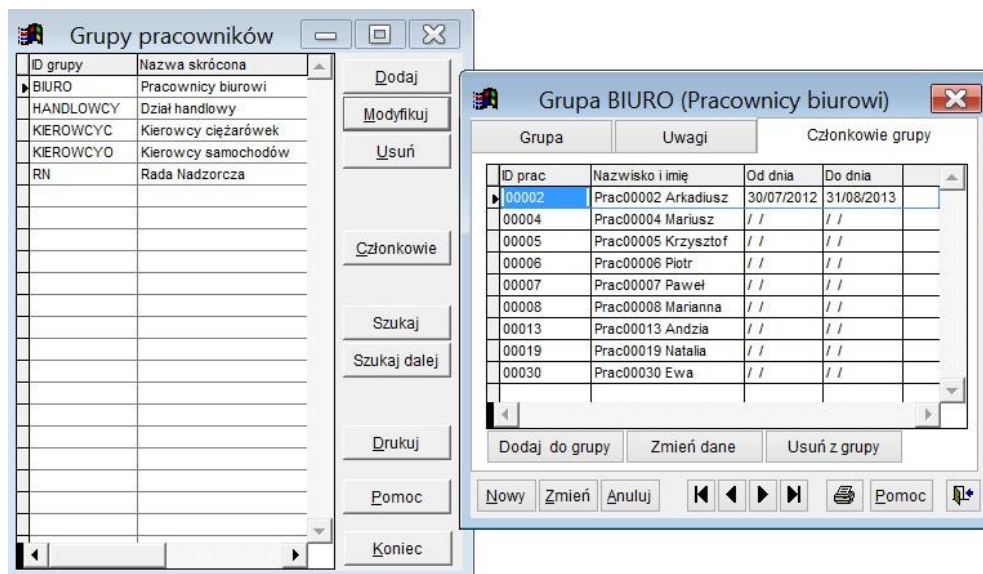 Grupy pracowników
ID grupy Nazwa skrócona
BIURO Pracownicy biurowi
HANDLOWCY Dział handlowy
KIEROWCYC Kierowcy ciężarówek
KIEROWCYO Kierowcy samochodów
RN Rada Nadzorcza
Dodaj
Modyfikuj
Usuń
Członkowie
Szukaj
Szukaj dalej
Drukuj
Pomoc
Koniec
Grupa BIURO (Pracownicy biurowi)
Grupa Uwagi Członkowie grupy
ID prac Nazwisko i imię Od dnia Do dnia
00002 Prac00002 Arkadiusz 30/07/2012 31/08/2013
00004 Prac00004 Mariusz / / / /
00005 Prac00005 Krzysztof / / / /
00006 Prac00006 Piotr / / / /
00007 Prac00007 Paweł / / / /
00008 Prac00008 Marianna / / / /
00013 Prac00013 Andzia / / / /
00019 Prac00019 Natalia / / / /
00030 Prac00030 Ewa / / / /
Dodaj do grupy Zmień dane Usuń z grupy
Nowy Zmień Anuluj Pomoc